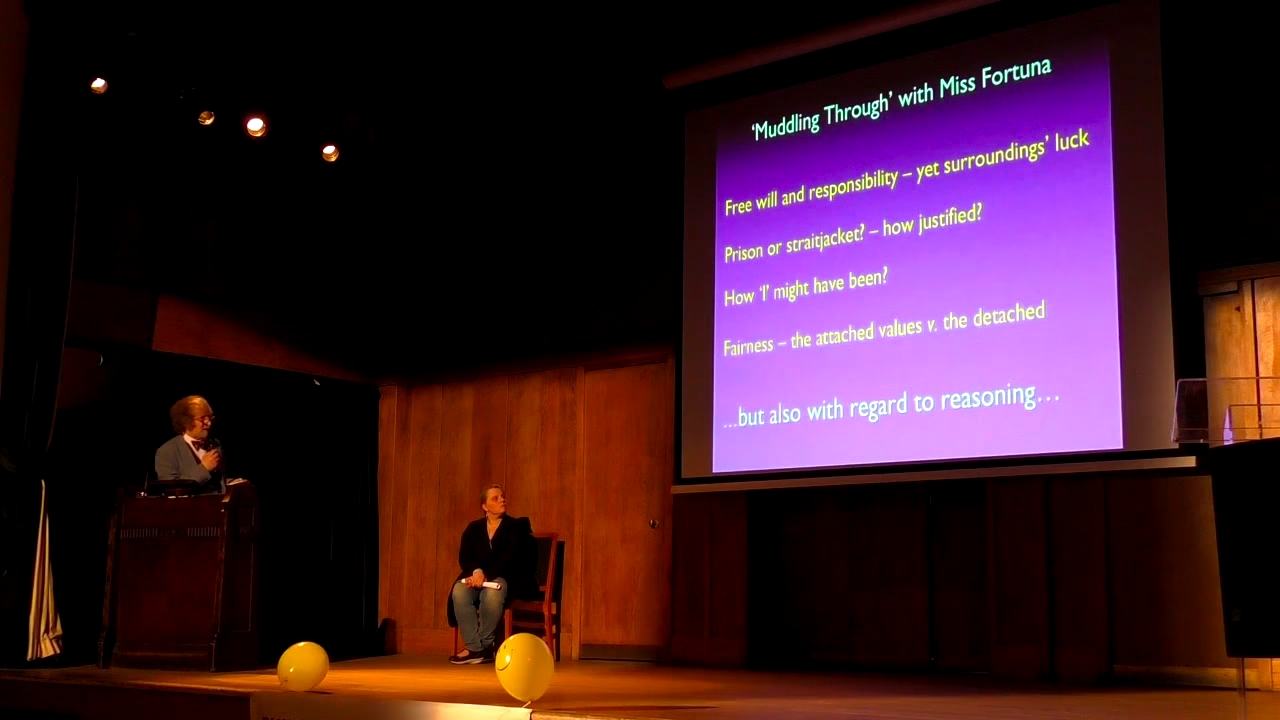 ‘Muddling Through’ with Miss Fortuna
Free will and responsibility – yet surroundings’ luck
Prison or straitjacket? – how justified?
How ‘I’ might have been?
Fairness – the attached values v. the detached
…but also with regard to reasoning…